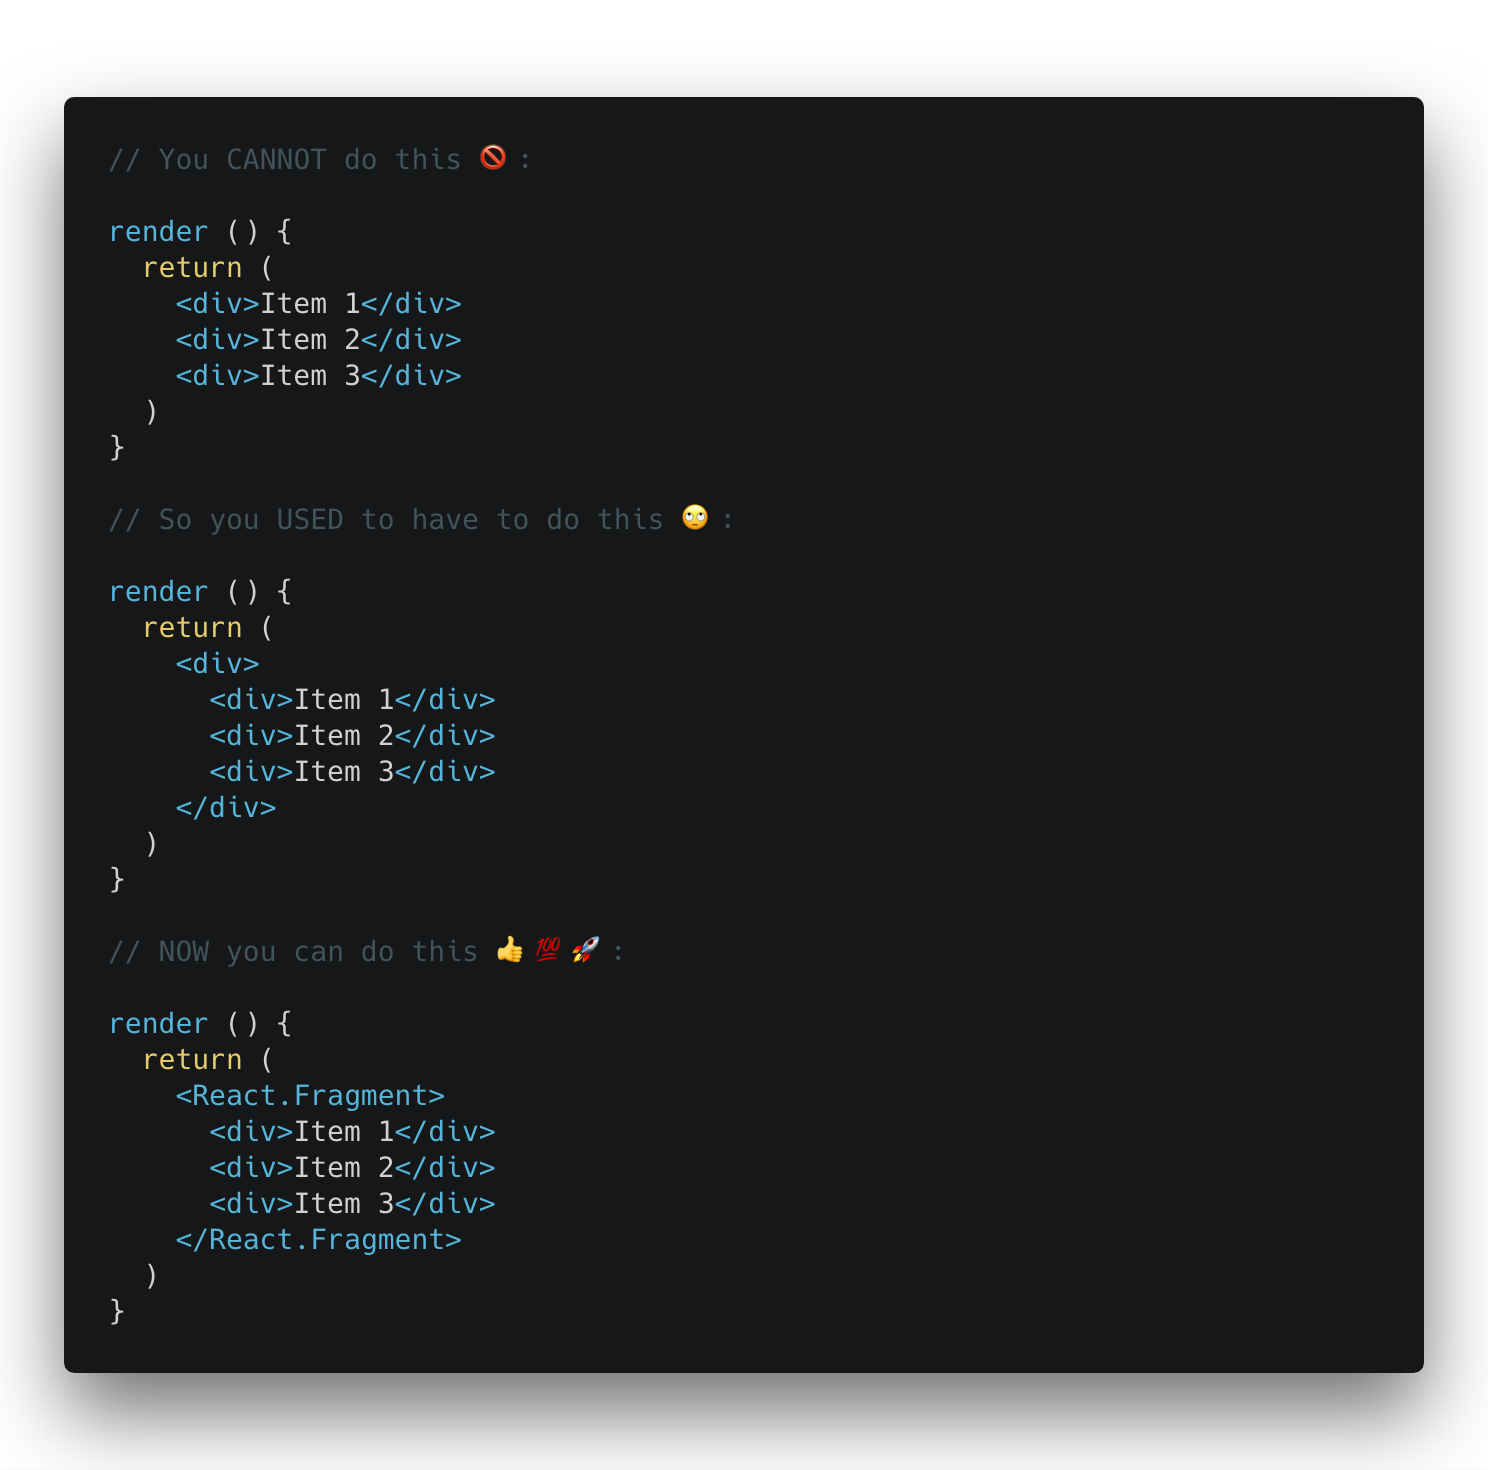 // You CANNOT do this 🚫 :

render () {
  return (
    <div>Item 1</div>
    <div>Item 2</div>
    <div>Item 3</div>
  )
}

// So you USED to have to do this 🙄 :

render () {
  return (
    <div>
      <div>Item 1</div>
      <div>Item 2</div>
      <div>Item 3</div>
    </div>
  )
}

// NOW you can do this 👍 💯 🚀 :

render () {
  return (
    <React.Fragment>
      <div>Item 1</div>
      <div>Item 2</div>
      <div>Item 3</div>
    </React.Fragment>
  )
}